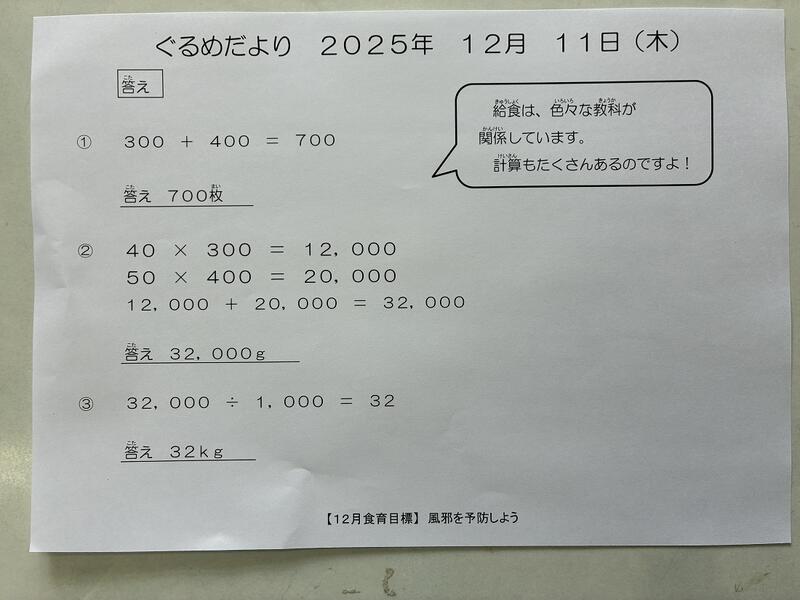 ぐるめだより　２０２５年　１２月　１１日（木）
答え
給食は、色々な教科が
関係しています。
計算もたくさんあるのですよ！
① ３００ ＋ ４００ ＝ ７００
答え　７００枚
② ４０ × ３００ ＝ １２，０００
５０ × ４００ ＝ ２０，０００
１２，０００ ＋ ２０，０００ ＝ ３２，０００
答え　３２，０００ｇ
③ ３２，０００ ÷ １，０００ ＝ ３２
答え　３２ｋｇ
【１２月食育目標】 風邪を予防しよう